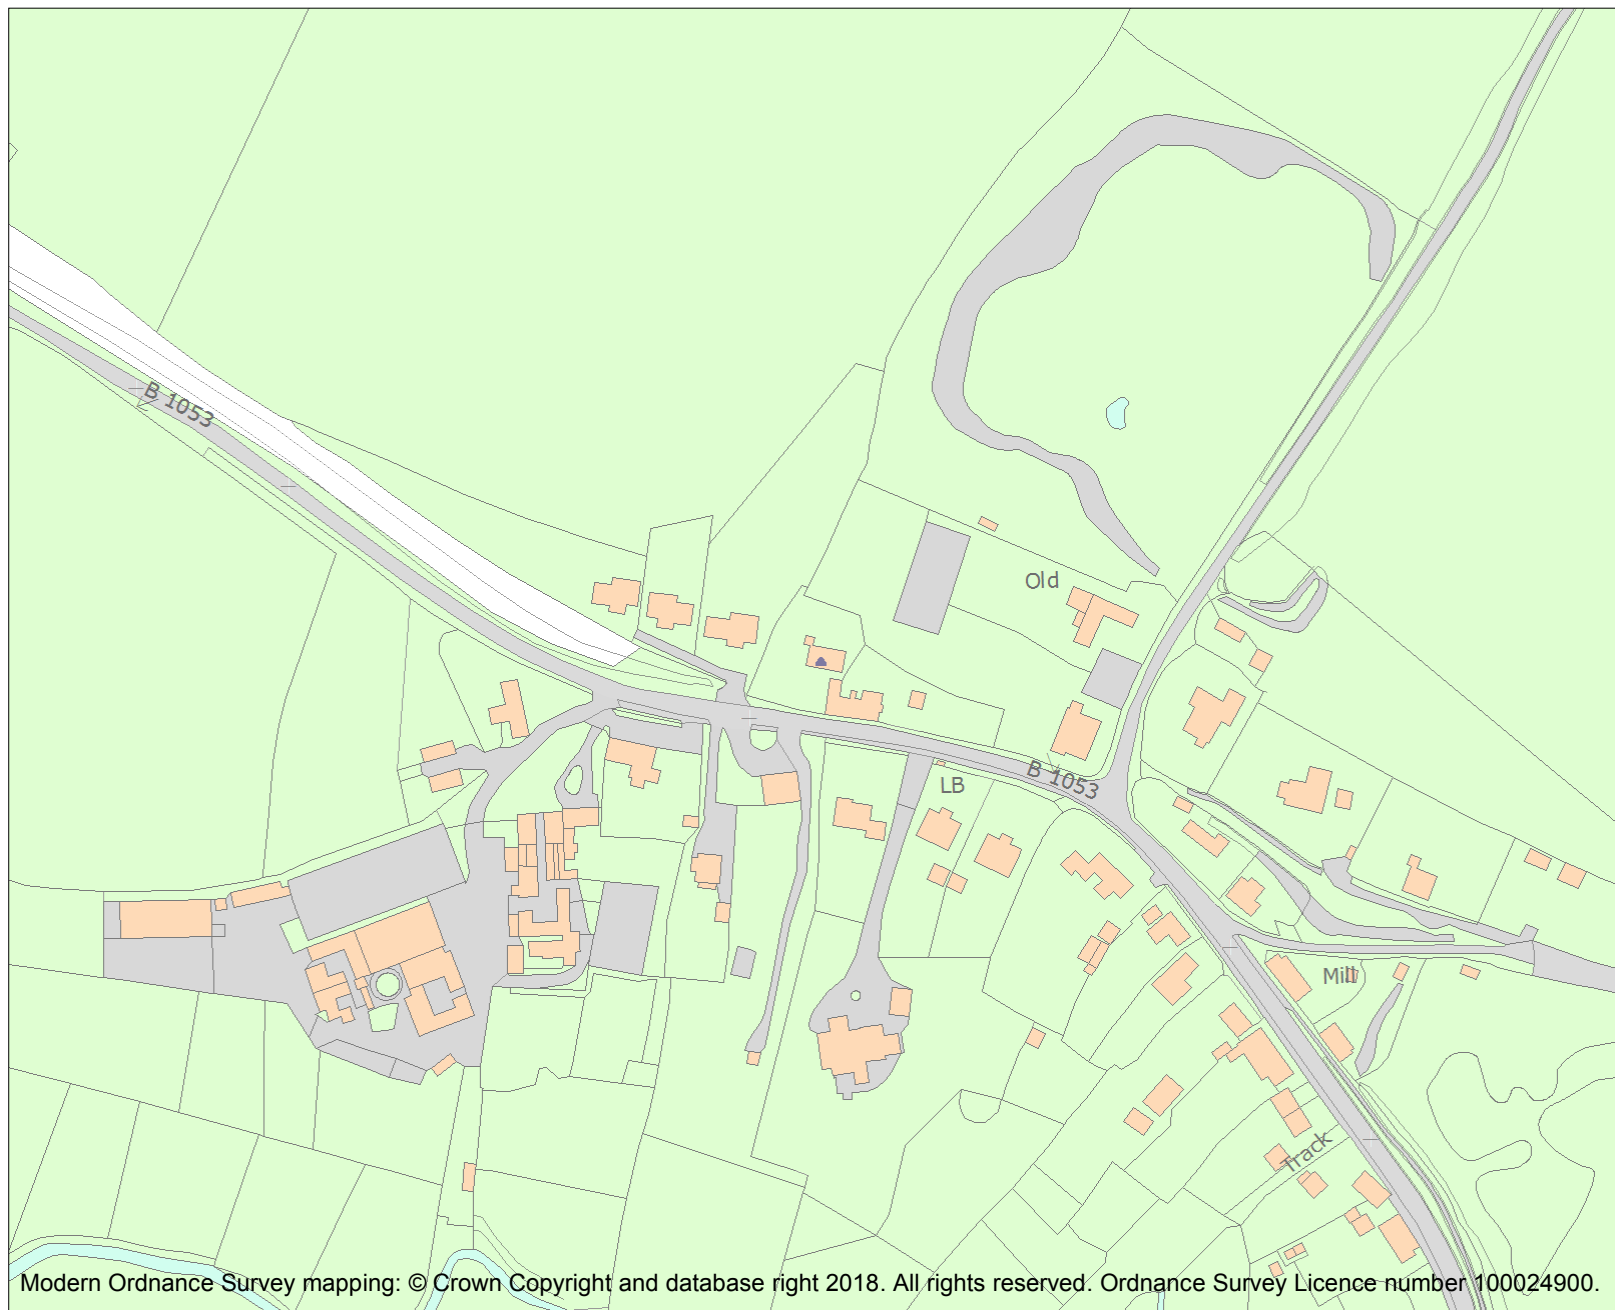 B 1053
Old
B 1053
LB
Mill
Track
Modern Ordnance Survey mapping: © Crown Copyright and database right 2018. All rights reserved. Ordnance Survey Licence number 100024900.